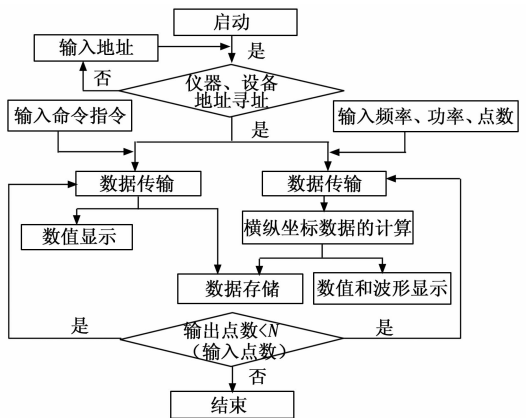 启动
输入地址
是
否
仪器、设备
地址寻址
输入命令指令
是
输入频率、功率、点数
数据传输
数据传输
数值显示
横纵坐标数据的计算
数据存储
数值和波形显示
是
输出点数<N
（输入点数）
是
否
结束